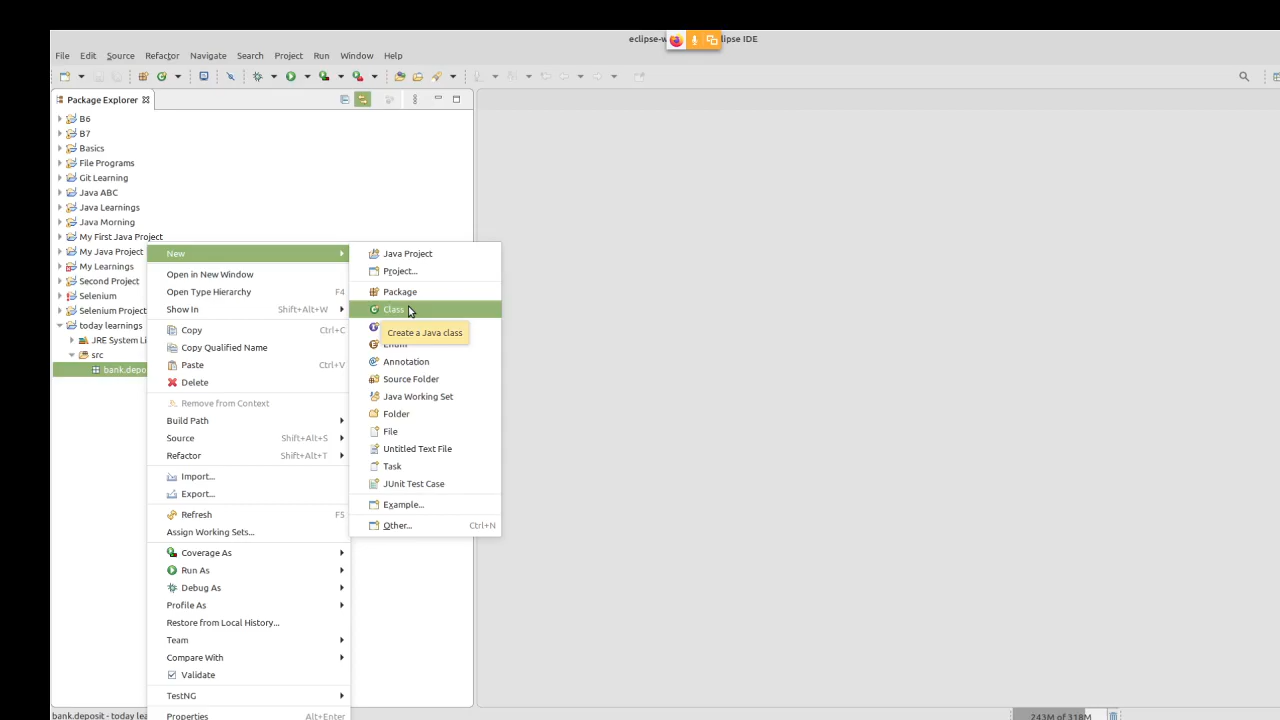 eclipse-w
lipse IDE
File Edit Source Refactor Navigate Search Project Run Window Help
Package Explorer
B6
B7
Basics
File Programs
Git Learning
Java ABC
Java Learnings
Java Morning
My First Java Project
My Java Project
My Learnings
Second Project
Selenium
Selenium Project
today learnings
JRE System Li
src
bank.depo
New
Open in New Window
Open Type Hierarchy F4
Show In Shift+Alt+W
Copy Ctrl+C
Copy Qualified Name
Paste Ctrl+V
Delete
Remove from Context
Build Path
Source Shift+Alt+S
Refactor Shift+Alt+T
Import...
Export...
Refresh F5
Assign Working Sets...
Coverage As
Run As
Debug As
Profile As
Restore from Local History...
Team
Compare With
Validate
TestNG
Properties Alt+Enter
Java Project
Project...
Package
Class
Create a Java class
Enum
Annotation
Source Folder
Java Working Set
Folder
File
Untitled Text File
Task
JUnit Test Case
Example...
Other... Ctrl+N
bank.deposit - today lea
243M of 318M